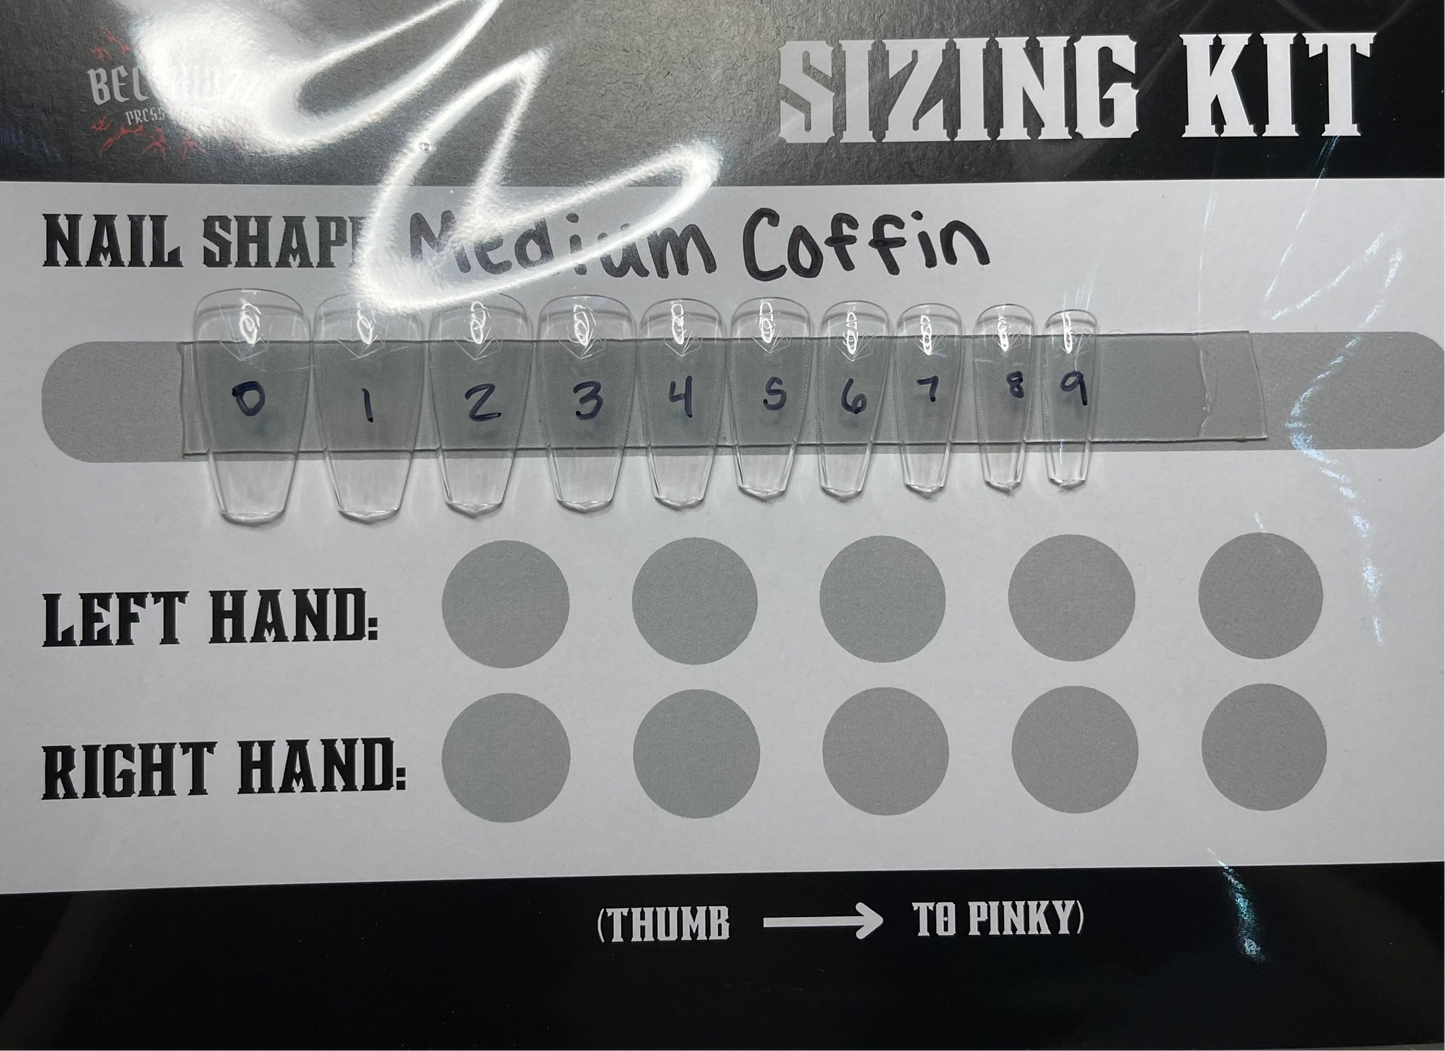 SIZING KIT
PRESS
NAIL SHAPE Medium Coffin
0 1 2 3 4 5 6 7 8 9
LEFT HAND:
RIGHT HAND:
(THUMB → TO PINKY)